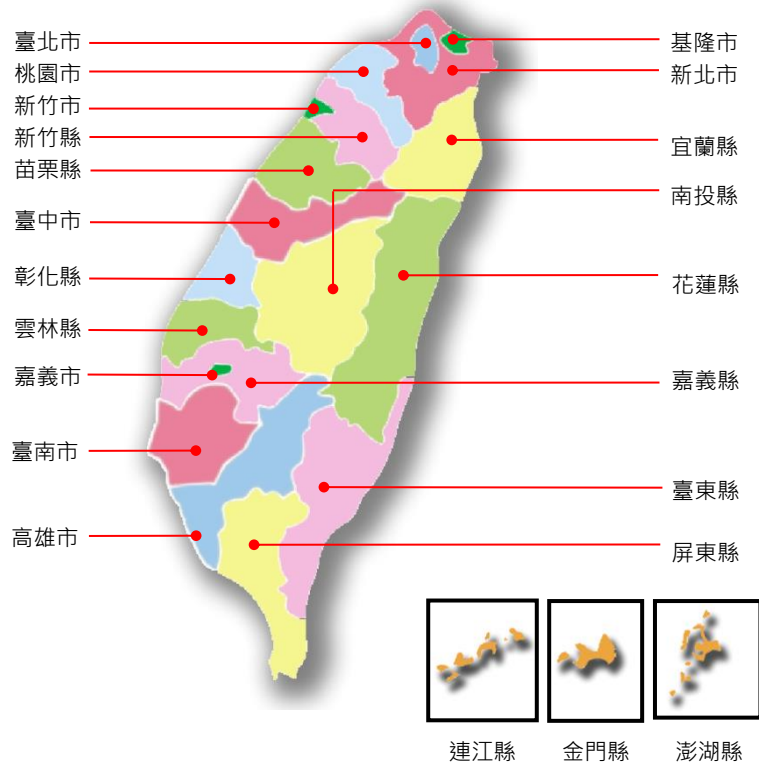 臺北市
桃園市
新竹市
新竹縣
苗栗縣
臺中市
彰化縣
雲林縣
嘉義市
臺南市
高雄市
基隆市
新北市
宜蘭縣
南投縣
花蓮縣
嘉義縣
臺東縣
屏東縣
連江縣
金門縣
澎湖縣